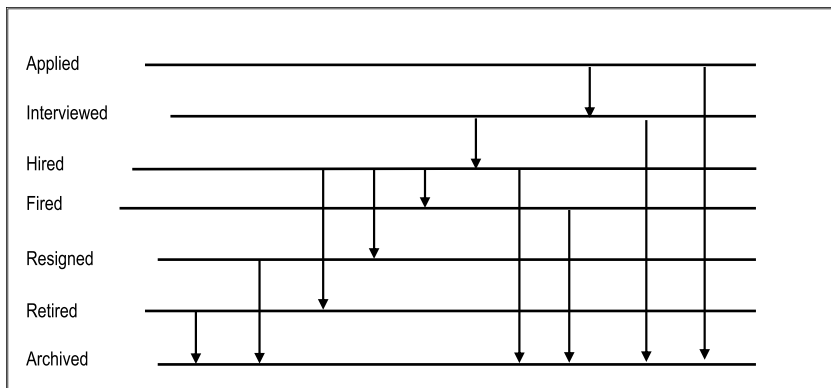 Applied
Interviewed
Hired
Fired
Resigned
Retired
Archived